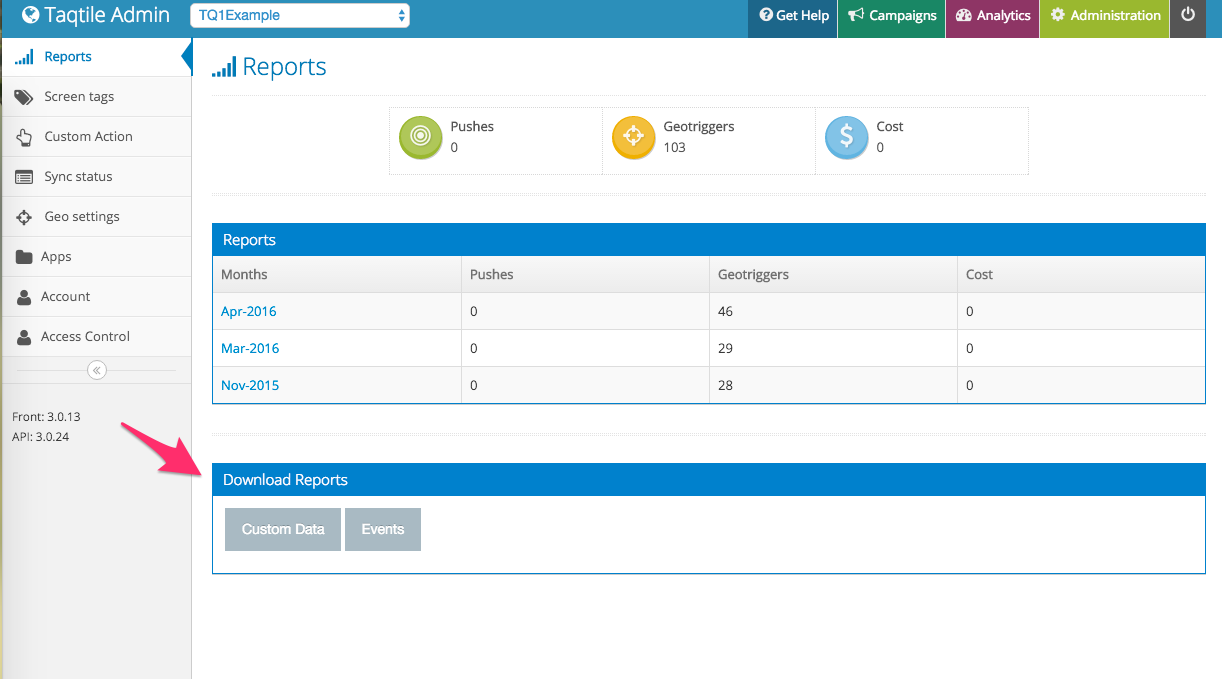 Taqtile Admin TQ1Example Get Help Campaigns Analytics Administration
Reports
Screen tags
Custom Action
Sync status
Geo settings
Apps
Account
Access Control
Front: 3.0.13
API: 3.0.24
Reports
Pushes
0
Geotriggers
103
Cost
0
Reports
Months Pushes Geotriggers Cost
Apr-2016 0 46 0
Mar-2016 0 29 0
Nov-2015 0 28 0
Download Reports
Custom Data Events